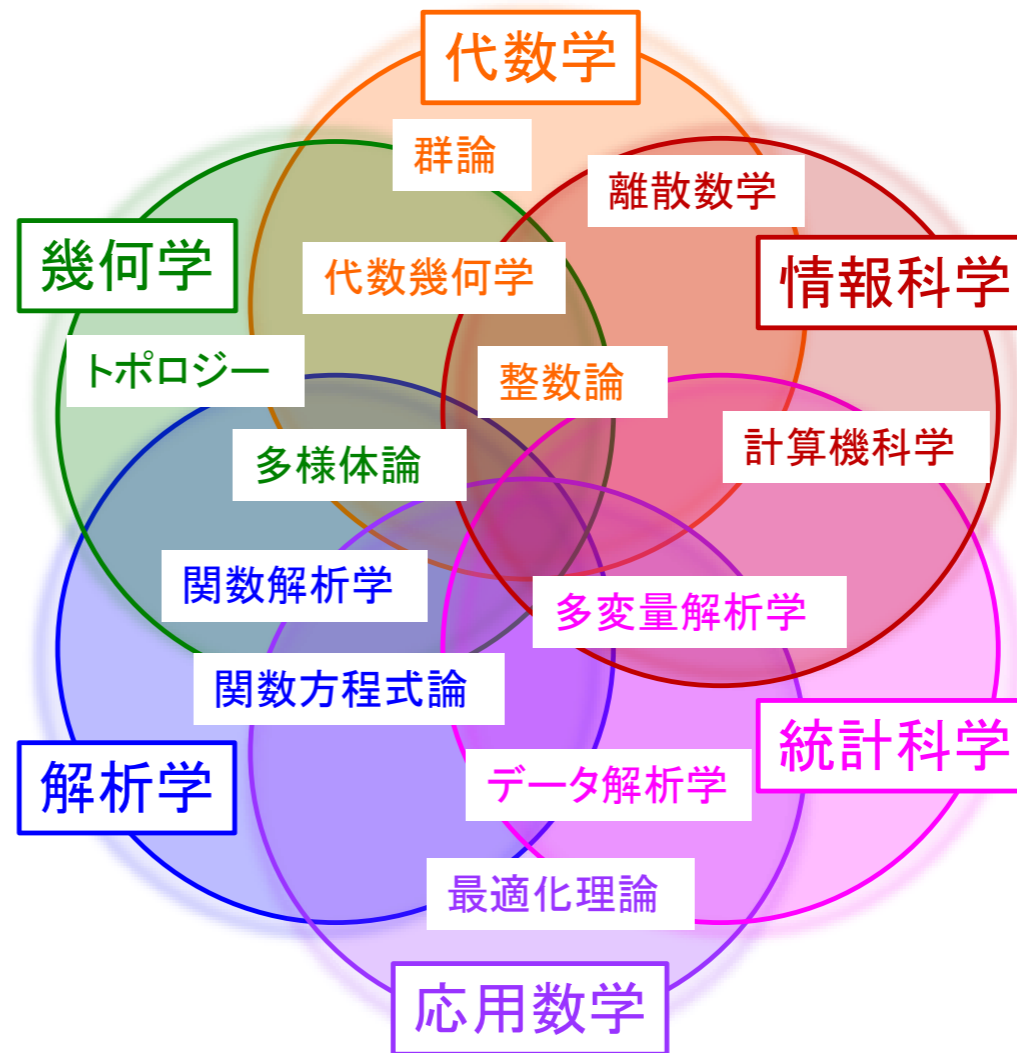 代数学
群論
離散数学
幾何学
代数幾何学
情報科学
トポロジー
整数論
多様体論
計算機科学
関数解析学
多変量解析学
関数方程式論
統計科学
解析学
データ解析学
最適化理論
応用数学